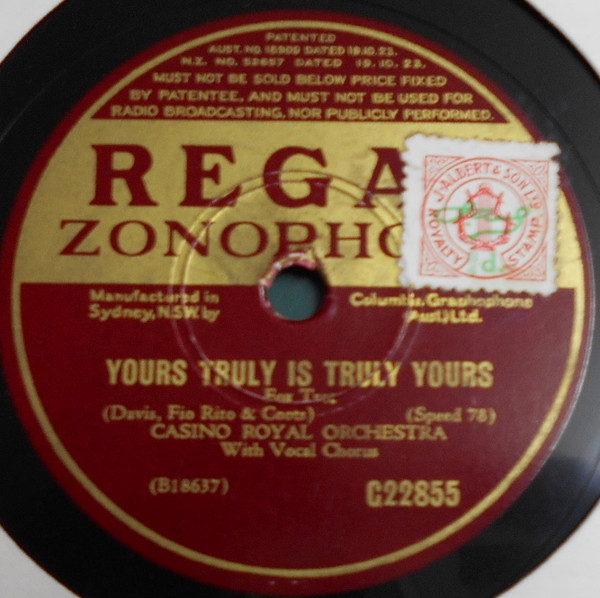 PATENTED
AUST. NO. 18909 DATED 19.10.23.
N.Z. NO. 52657 DATED 19.10.23.
MUST NOT BE SOLD BELOW PRICE FIXED
BY PATENTEE, AND MUST NOT BE USED FOR
RADIO BROADCASTING, NOR PUBLICLY PERFORMED.
REGA
ZONOPHO
J. ALBERT & SON LTD
ROYALTY STAMP
Manufactured in
Sydney, N.S.W. by
Columbia Graphophone
(Aust.) Ltd.
YOURS TRULY IS TRULY YOURS
Fox Trot
(Davis, Fio Rito & Coots) (Speed 78)
CASINO ROYAL ORCHESTRA
With Vocal Chorus
(B18637) G22855